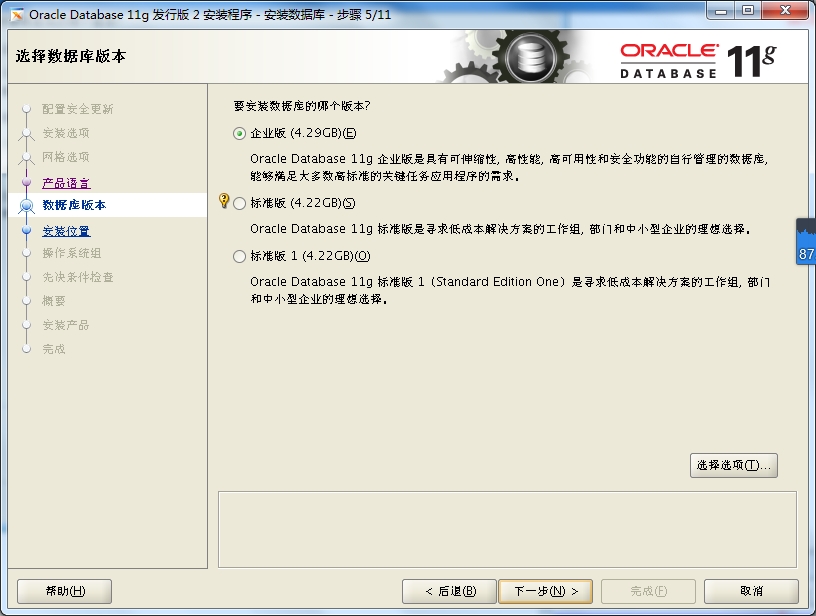 Oracle Database 11g 发行版 2 安装程序 - 安装数据库 - 步骤 5/11
选择数据库版本
ORACLE
DATABASE 11g
配置安全更新
安装选项
网格选项
产品语言
数据库版本
安装位置
操作系统组
先决条件检查
概要
安装产品
完成
要安装数据库的哪个版本?
企业版 (4.29GB)(E)
Oracle Database 11g 企业版是具有可伸缩性, 高性能, 高可用性和安全功能的自行管理的数据库,
能够满足大多数高标准的关键任务应用程序的需求。
标准版 (4.22GB)(S)
Oracle Database 11g 标准版是寻求低成本解决方案的工作组, 部门和中小型企业的理想选择。
标准版 1 (4.22GB)(O)
Oracle Database 11g 标准版 1 (Standard Edition One) 是寻求低成本解决方案的工作组, 部门
和中小型企业的理想选择。
87
选择选项(T)...
帮助(H)
< 后退(B)
下一步(N) >
完成(F)
取消